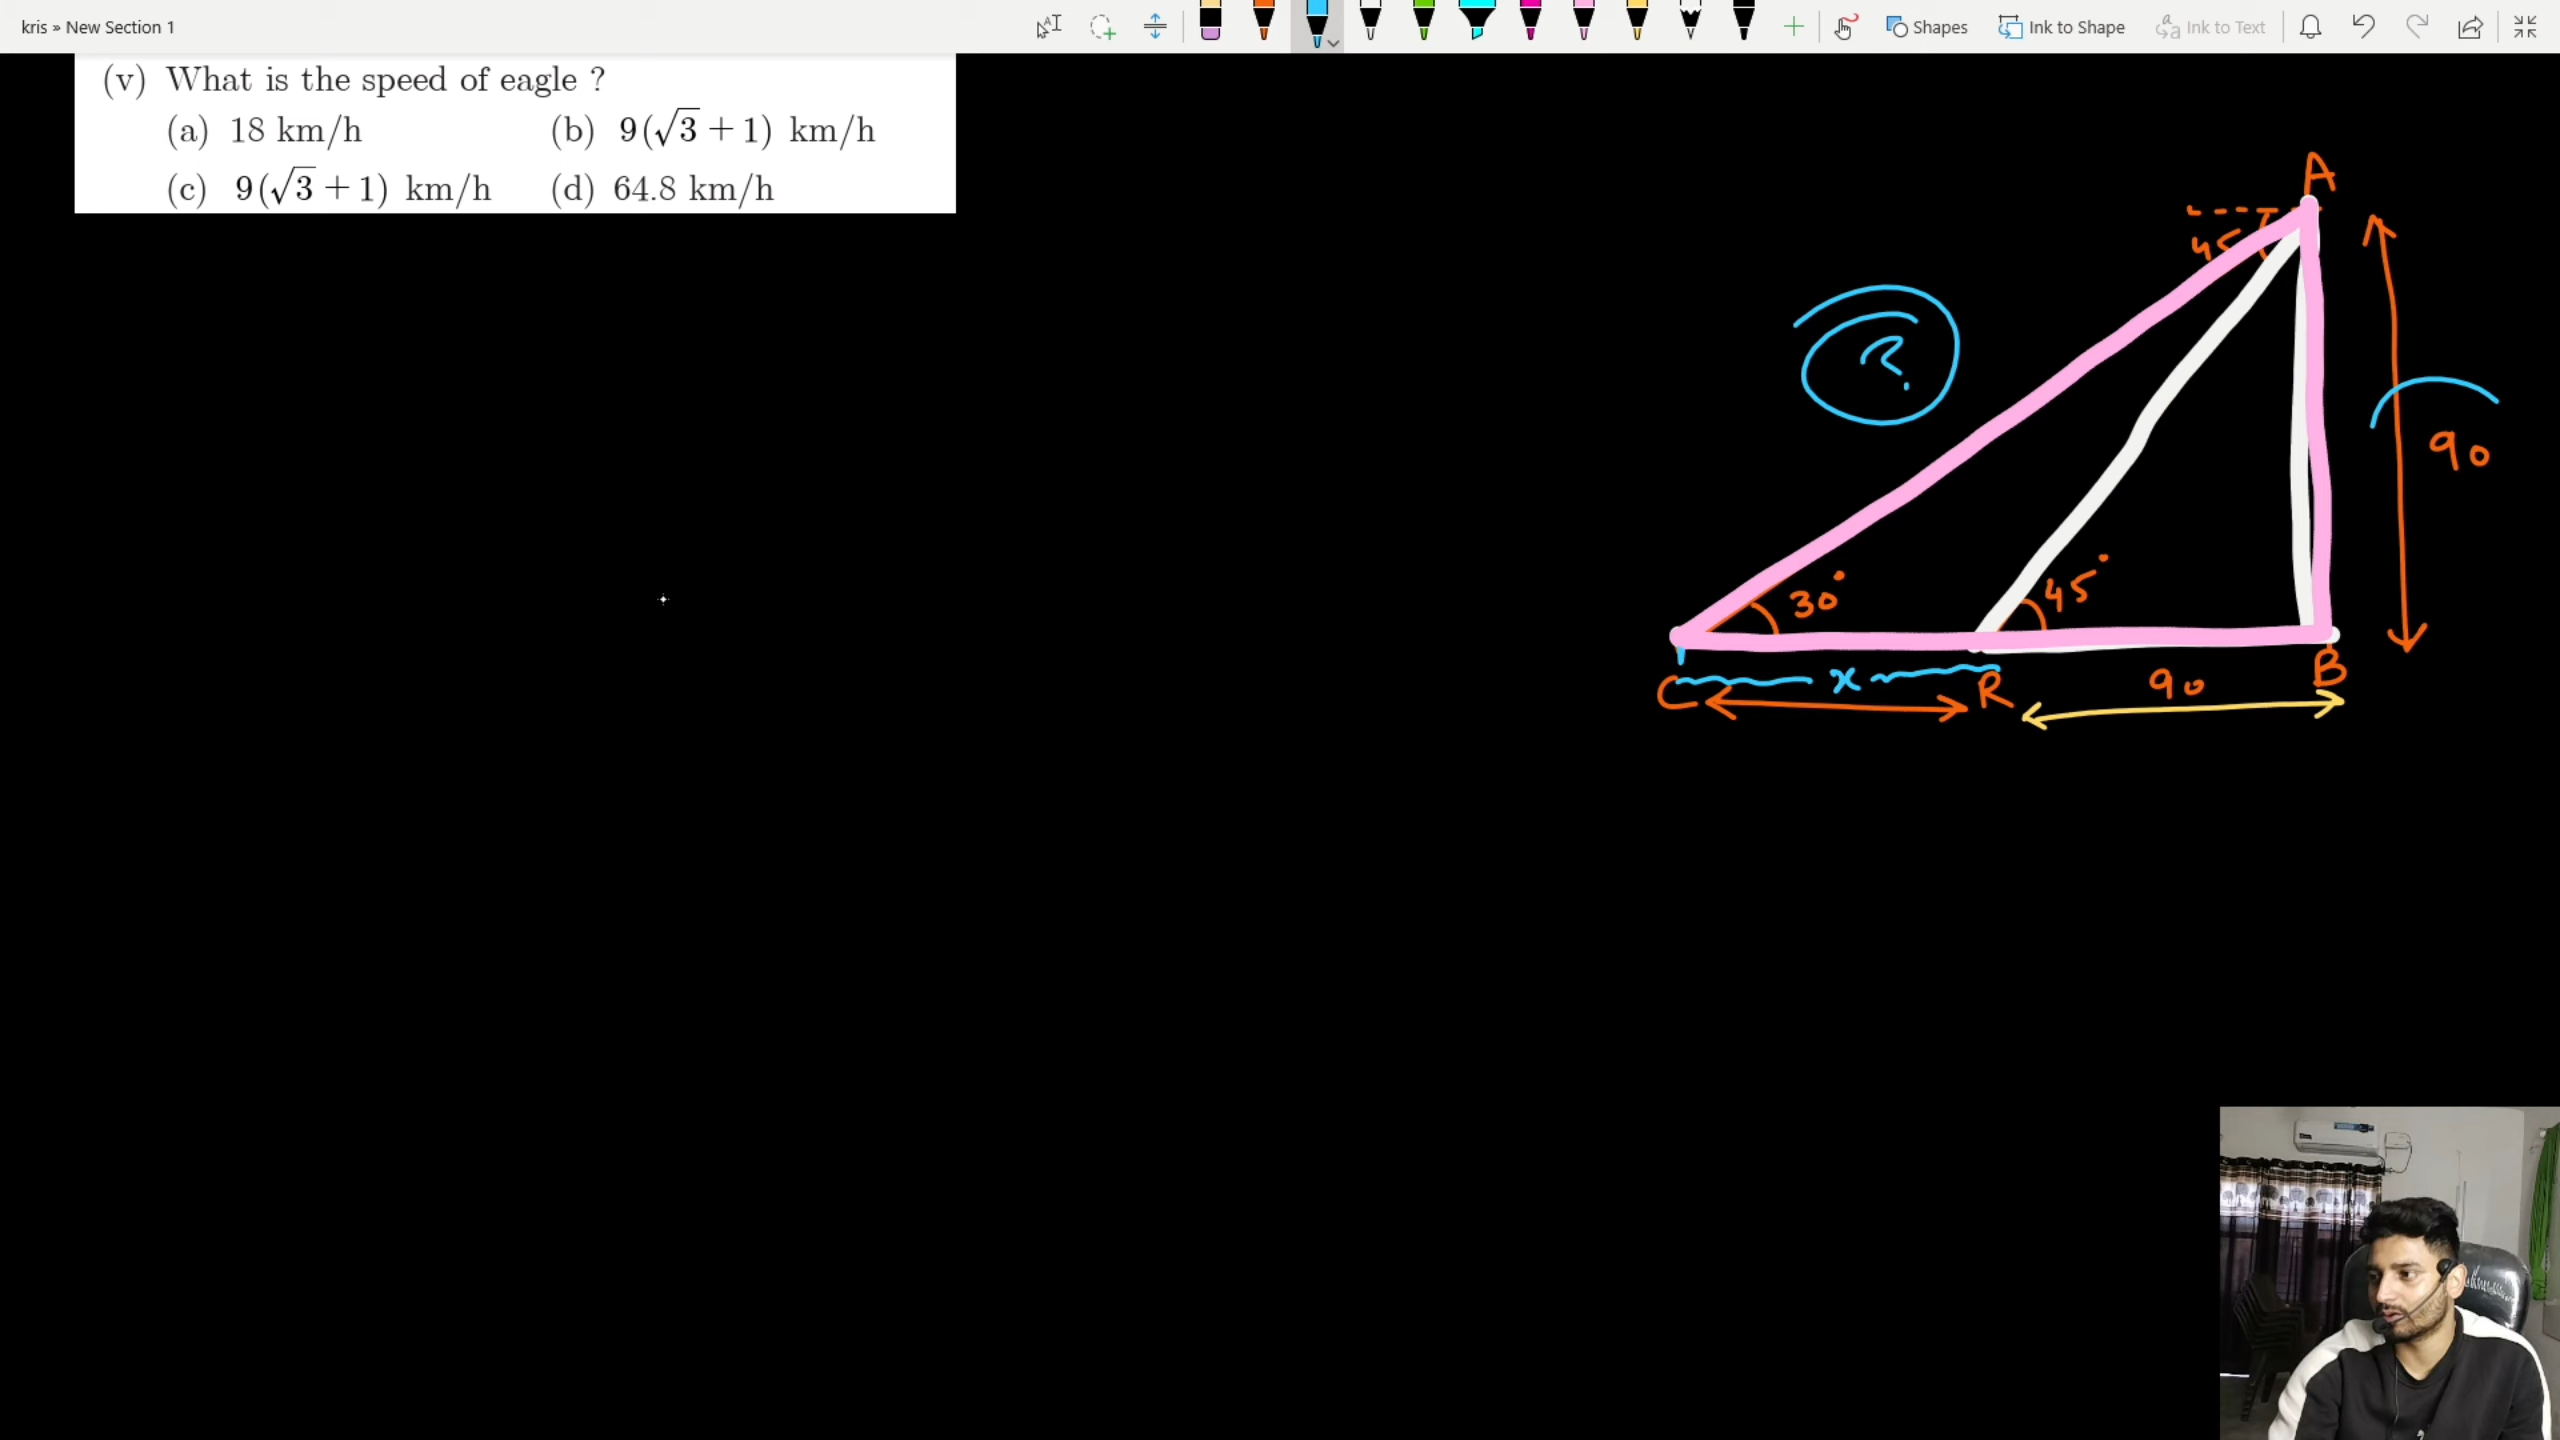 kris » New Section 1
Shapes
Ink to Shape
Ink to Text
(v) What is the speed of eagle ?
(a) 18 km/h (b) 9(√3 + 1) km/h
(c) 9(√3 + 1) km/h (d) 64.8 km/h
A
45
?
90
30°
45°
C
x
R
90
B